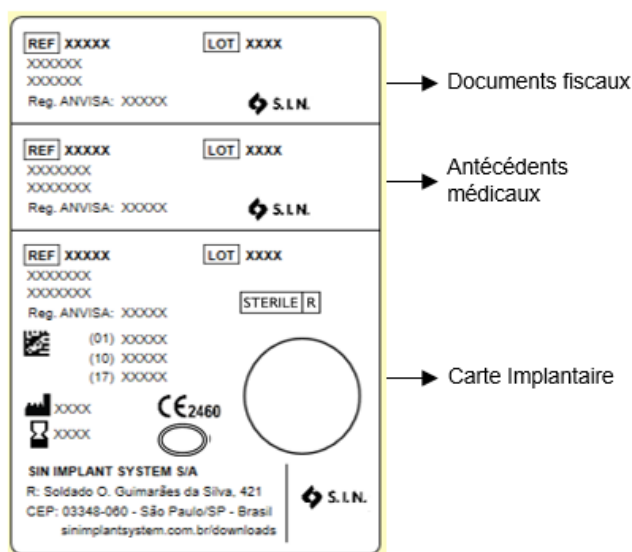 REF XXXXX LOT XXXX
XXXXXX
XXXXXX
Reg. ANVISA: XXXXX S.I.N.
Documents fiscaux
REF XXXXX LOT XXXX
XXXXXXX
XXXXXXX
Reg. ANVISA: XXXXX S.I.N.
Antécédents
médicaux
REF XXXXX LOT XXXX
XXXXXXX
XXXXXXX
Reg. ANVISA: XXXXX
STERILE R
(01) XXXXX
(10) XXXXX
(17) XXXXX
XXXX
XXXX
CE2460
Carte Implantaire
SIN IMPLANT SYSTEM S/A
R: Soldado O. Guimarães da Silva, 421
CEP: 03348-060 - São Paulo/SP - Brasil
sinimplantsystem.com.br/downloads
S.I.N.